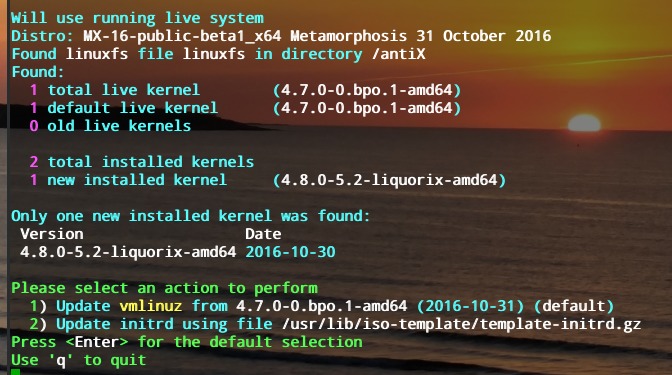 Will use running live system
Distro: MX-16-public-beta1_x64 Metamorphosis 31 October 2016
Found linuxfs file linuxfs in directory /antiX
Found:
1 total live kernel (4.7.0-0.bpo.1-amd64)
1 default live kernel (4.7.0-0.bpo.1-amd64)
0 old live kernels
2 total installed kernels
1 new installed kernel (4.8.0-5.2-liquorix-amd64)
Only one new installed kernel was found:
Version Date
4.8.0-5.2-liquorix-amd64 2016-10-30
Please select an action to perform
1) Update vmlinuz from 4.7.0-0.bpo.1-amd64 (2016-10-31) (default)
2) Update initrd using file /usr/lib/iso-template/template-initrd.gz
Press <Enter> for the default selection
Use 'q' to quit